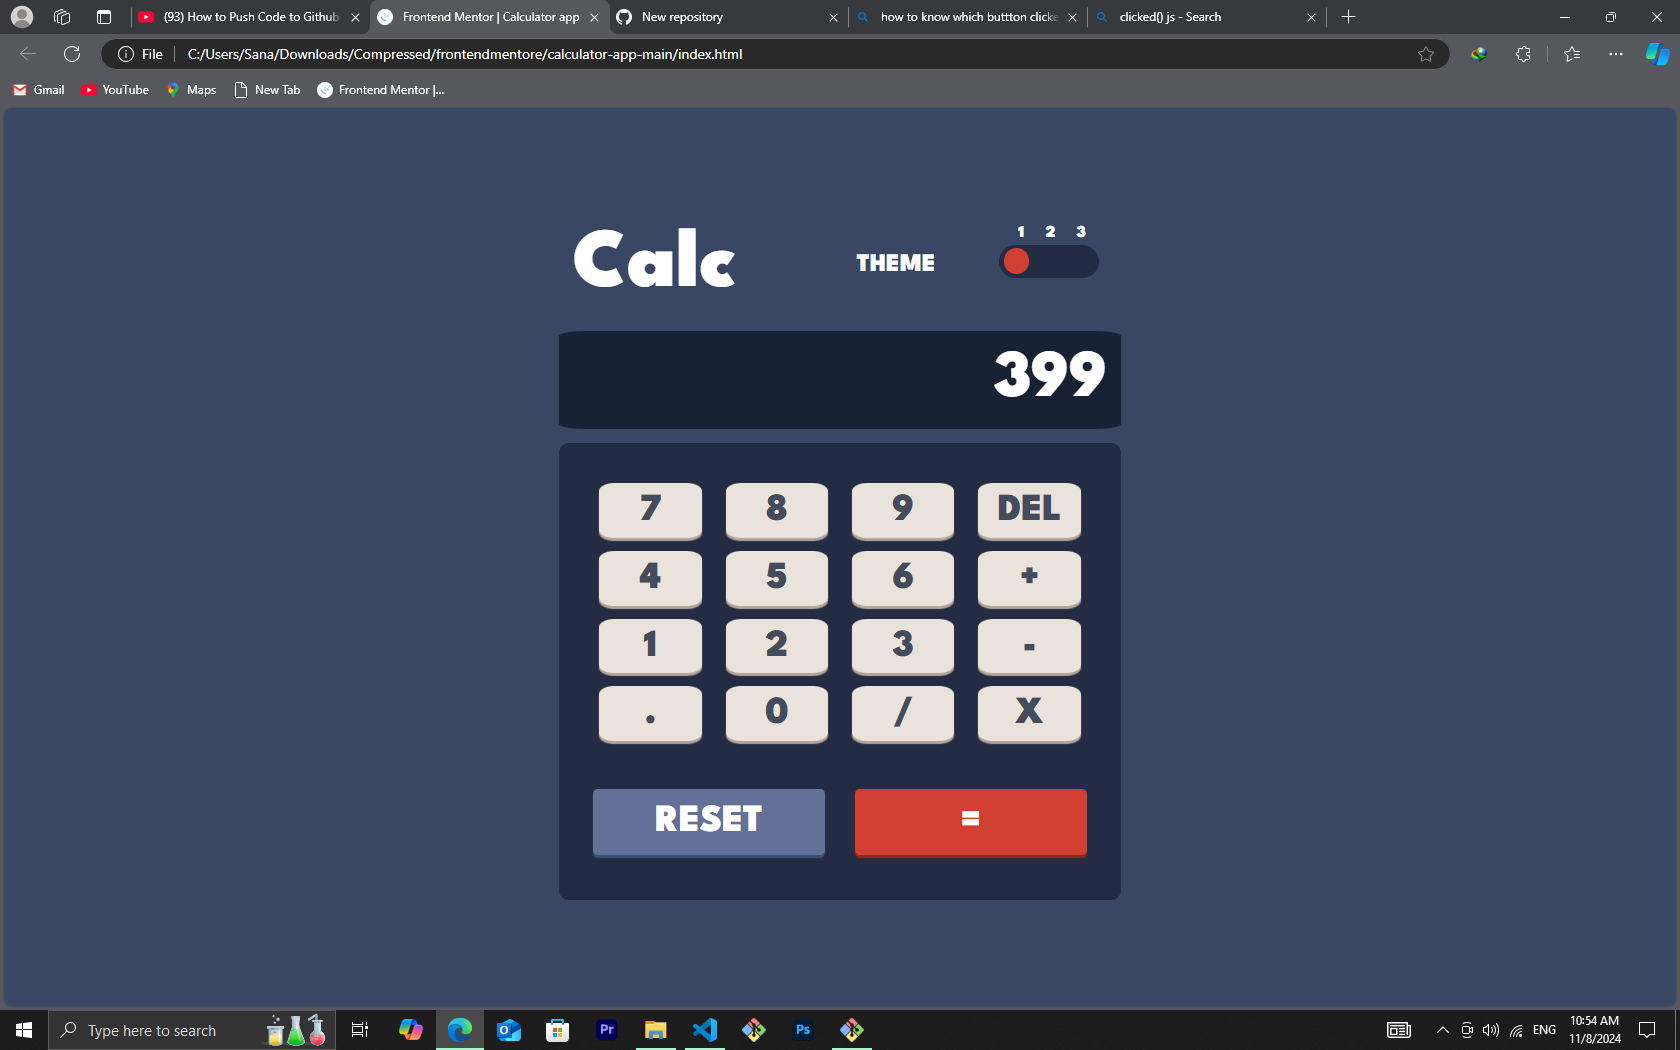 (93) How to Push Code to Github
Frontend Mentor | Calculator app
New repository
how to know which buttton clicke
clicked() js - Search
File
C:/Users/Sana/Downloads/Compressed/frontendmentore/calculator-app-main/index.html
Gmail
YouTube
Maps
New Tab
Frontend Mentor |...
Calc
THEME
1 2 3
399
7 8 9 DEL
4 5 6 +
1 2 3 -
. 0 / X
RESET =
Type here to search
Pr
Ps
ENG
10:54 AM
11/8/2024